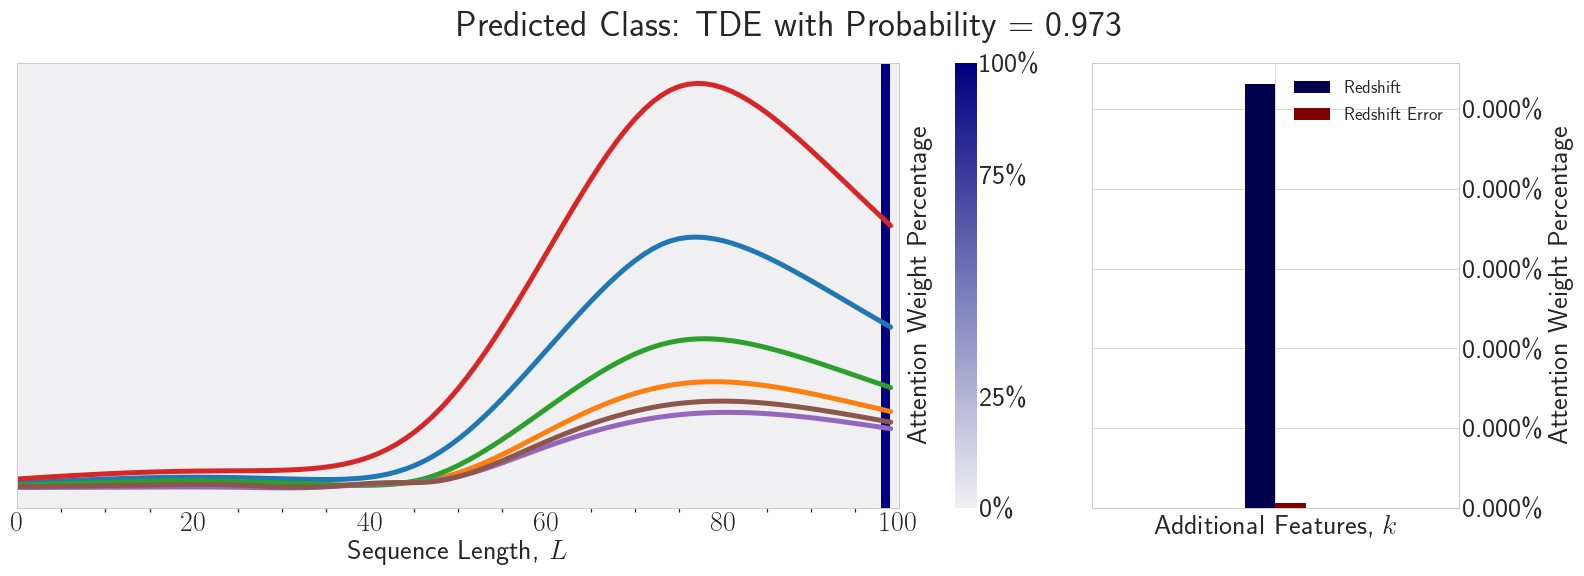 Predicted Class: TDE with Probability = 0.973
0 20 40 60 80 100
Sequence Length, L
100%
75%
25%
0%
Attention Weight Percentage
Redshift
Redshift Error
0.000%
0.000%
0.000%
0.000%
0.000%
0.000%
Attention Weight Percentage
Additional Features, k